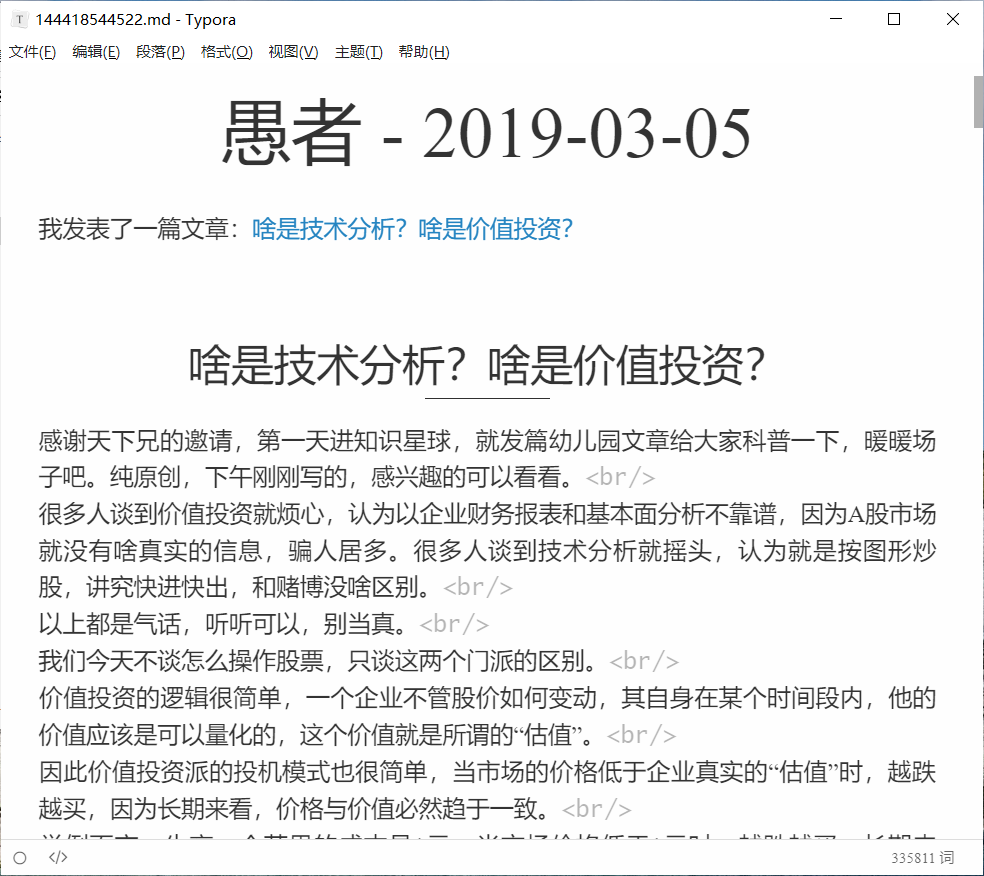 144418544522.md - Typora
文件(F) 编辑(E) 段落(P) 格式(O) 视图(V) 主题(T) 帮助(H)
愚者 - 2019-03-05
我发表了一篇文章：啥是技术分析？啥是价值投资？
啥是技术分析？啥是价值投资？
感谢天下兄的邀请，第一天进知识星球，就发篇幼儿园文章给大家科普一下，暖暖场
子吧。纯原创，下午刚刚写的，感兴趣的可以看看。<br/>
很多人谈到价值投资就烦心，认为以企业财务报表和基本面分析不靠谱，因为A股市场
就没有啥真实的信息，骗人居多。很多人谈到技术分析就摇头，认为就是按图形炒
股，讲究快进快出，和赌博没啥区别。<br/>
以上都是气话，听听可以，别当真。<br/>
我们今天不谈怎么操作股票，只谈这两个门派的区别。<br/>
价值投资的逻辑很简单，一个企业不管股价如何变动，其自身在某个时间段内，他的
价值应该是可以量化的，这个价值就是所谓的“估值”。<br/>
因此价值投资派的投机模式也很简单，当市场的价格低于企业真实的“估值”时，越跌
越买，因为长期来看，价格与价值必然趋于一致。<br/>
335811 词